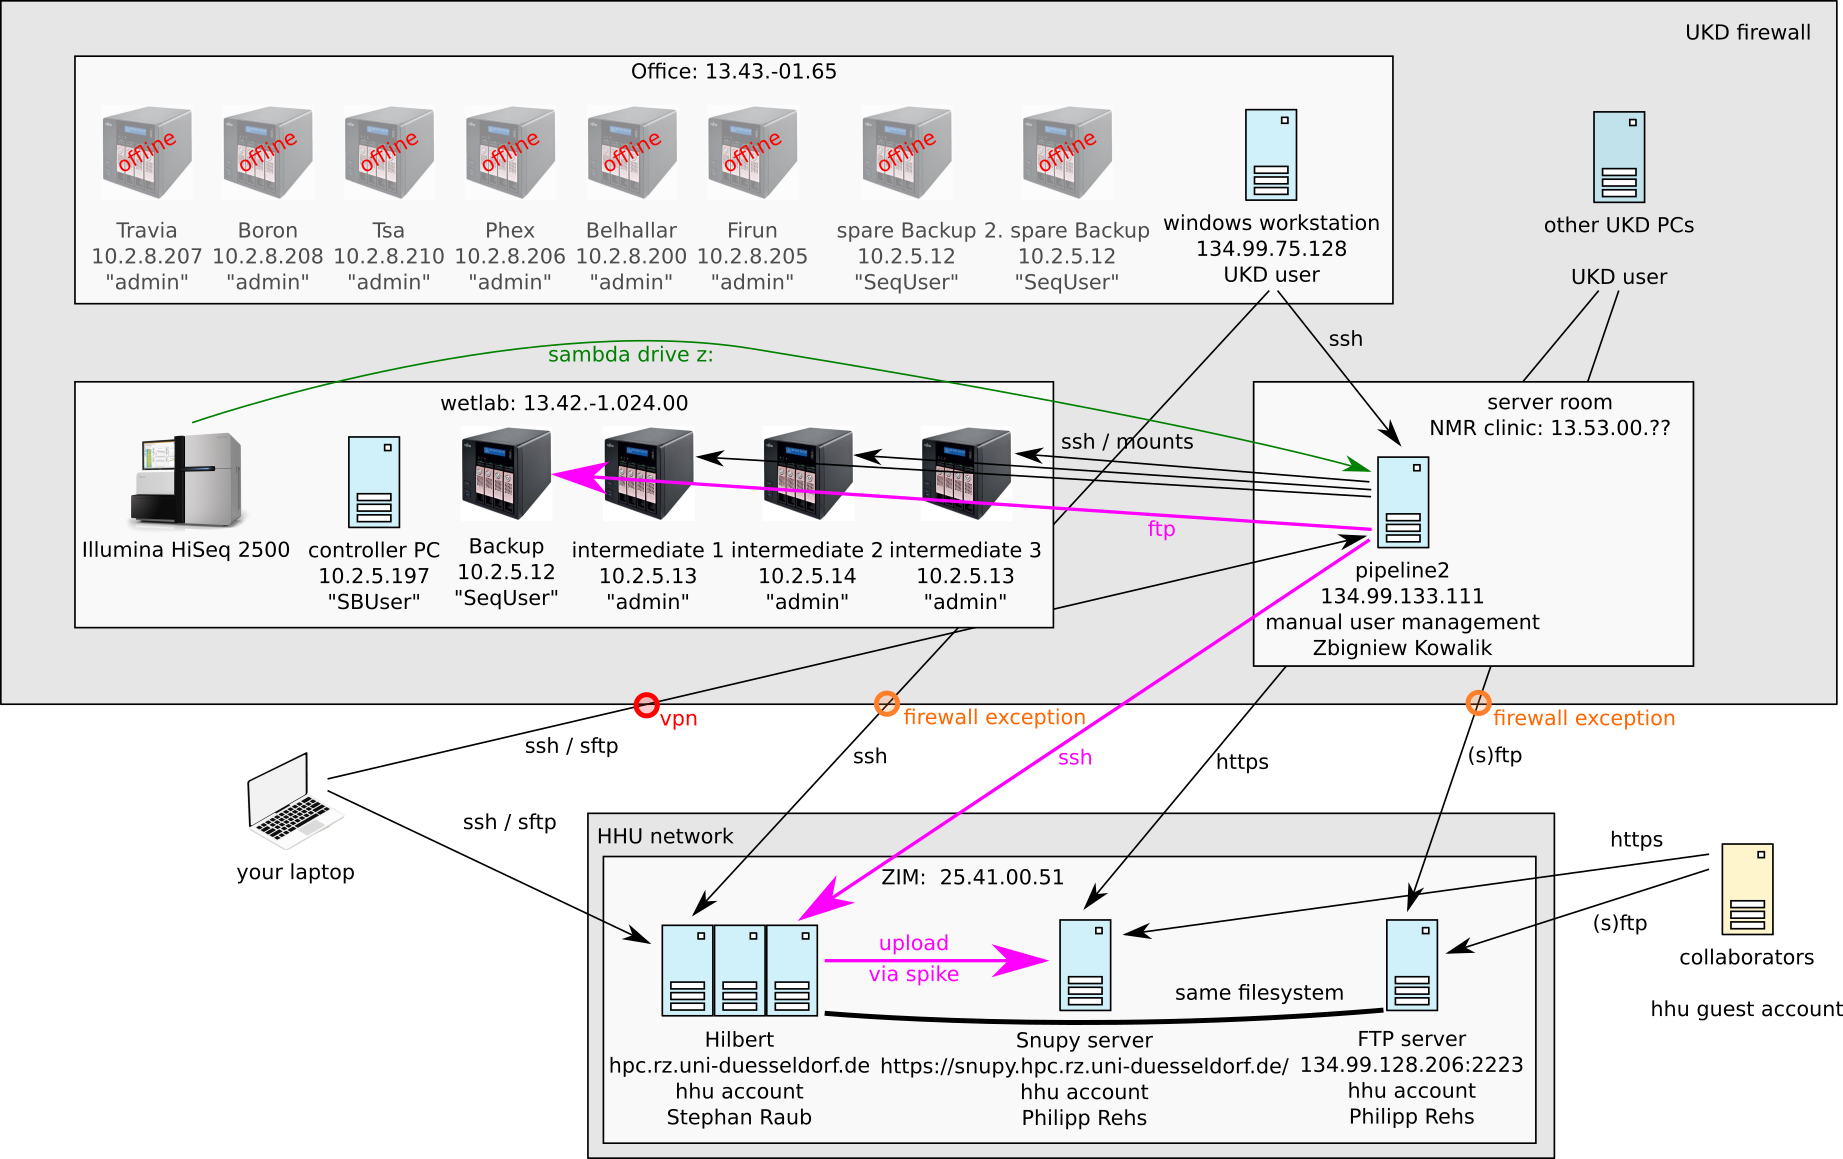 UKD firewall
Office: 13.43.-01.65
offline
offline
offline
offline
offline
offline
offline
offline
Travia
10.2.8.207
"admin"
Boron
10.2.8.208
"admin"
Tsa
10.2.8.210
"admin"
Phex
10.2.8.206
"admin"
Belhallar
10.2.8.200
"admin"
Firun
10.2.8.205
"admin"
spare Backup
10.2.5.12
"SeqUser"
2. spare Backup
10.2.5.12
"SeqUser"
windows workstation
134.99.75.128
UKD user
other UKD PCs
UKD user
ssh
sambda drive z:
wetlab: 13.42.-1.024.00
Illumina HiSeq 2500
controller PC
10.2.5.197
"SBUser"
Backup
10.2.5.12
"SeqUser"
intermediate 1
10.2.5.13
"admin"
intermediate 2
10.2.5.14
"admin"
intermediate 3
10.2.5.13
"admin"
ssh / mounts
ftp
server room
NMR clinic: 13.53.00.??
pipeline2
134.99.133.111
manual user management
Zbigniew Kowalik
vpn
firewall exception
firewall exception
ssh / sftp
ssh
ssh
https
(s)ftp
ssh / sftp
your laptop
HHU network
ZIM:  25.41.00.51
https
(s)ftp
collaborators
hhu guest account
upload
via spike
same filesystem
Hilbert
hpc.rz.uni-duesseldorf.de
hhu account
Stephan Raub
Snupy server
https://snupy.hpc.rz.uni-duesseldorf.de/
hhu account
Philipp Rehs
FTP server
134.99.128.206:2223
hhu account
Philipp Rehs